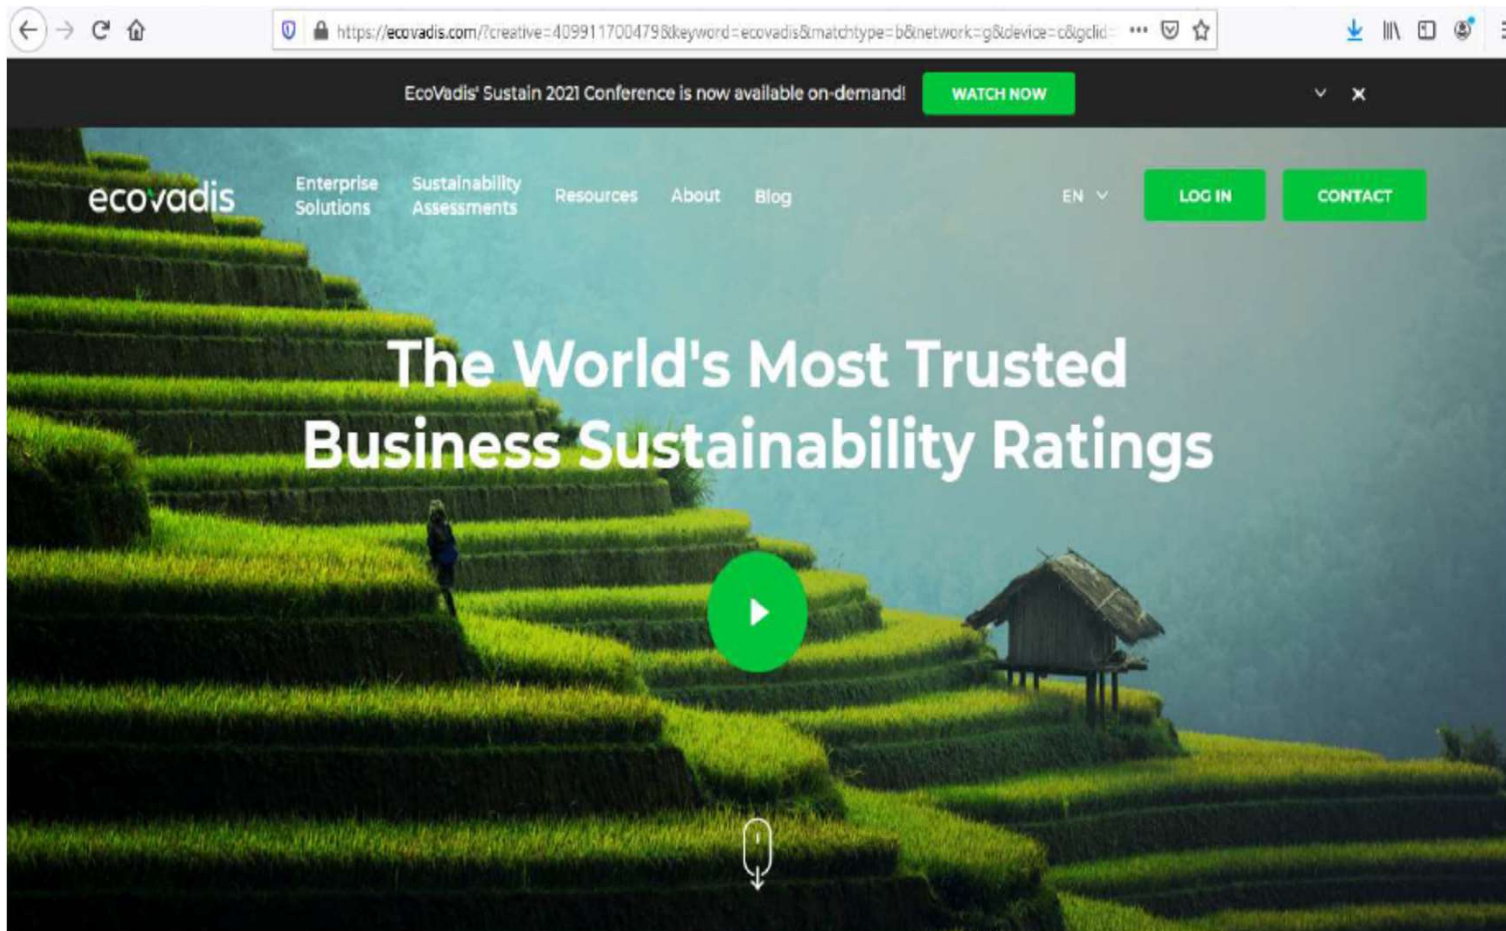 https://ecovadis.com/?creative=409911700479&keyword=ecovadis&matchtype=b&network=g&device=c&gclid=
EcoVadis' Sustain 2021 Conference is now available on-demand! WATCH NOW
ecovadis Enterprise Solutions Sustainability Assessments Resources About Blog EN LOG IN CONTACT
The World's Most Trusted
Business Sustainability Ratings